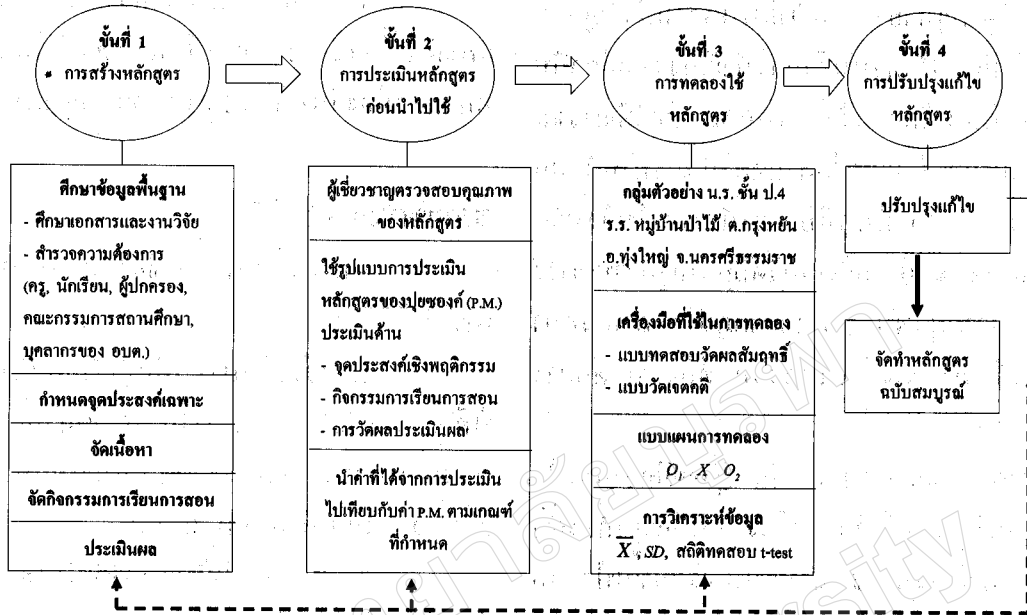 ขั้นที่ 1
การสร้างหลักสูตร
ขั้นที่ 2
การประเมินหลักสูตร
ก่อนนำไปใช้
ขั้นที่ 3
การทดลองใช้
หลักสูตร
ขั้นที่ 4
การปรับปรุงแก้ไข
หลักสูตร
ศึกษาข้อมูลพื้นฐาน
- ศึกษาเอกสารและงานวิจัย
- สำรวจความต้องการ
(ครู, นักเรียน, ผู้ปกครอง,
คณะกรรมการสถานศึกษา,
บุคลากรของ อบต.)
กำหนดจุดประสงค์เฉพาะ
จัดเนื้อหา
จัดกิจกรรมการเรียนการสอน
ประเมินผล
ผู้เชี่ยวชาญตรวจสอบคุณภาพ
ของหลักสูตร
ใช้รูปแบบการประเมิน
หลักสูตรของปุยซองค์ (P.M.)
ประเมินด้าน
- จุดประสงค์เชิงพฤติกรรม
- กิจกรรมการเรียนการสอน
- การวัดผลประเมินผล
นำค่าที่ได้จากการประเมิน
ไปเทียบกับค่า P.M. ตามเกณฑ์
ที่กำหนด
กลุ่มตัวอย่าง น.ร. ชั้น ป.4
ร.ร. หมู่บ้านป่าไม้ ต.กรุงหยัน
อ.ทุ่งใหญ่ จ.นครศรีธรรมราช
เครื่องมือที่ใช้ในการทดลอง
- แบบทดสอบวัดผลสัมฤทธิ์
- แบบวัดเจตคติ
แบบแผนการทดลอง
O₁ X O₂
การวิเคราะห์ข้อมูล
X̅, SD, สถิติทดสอบ t-test
ปรับปรุงแก้ไข
จัดทำหลักสูตร
ฉบับสมบูรณ์